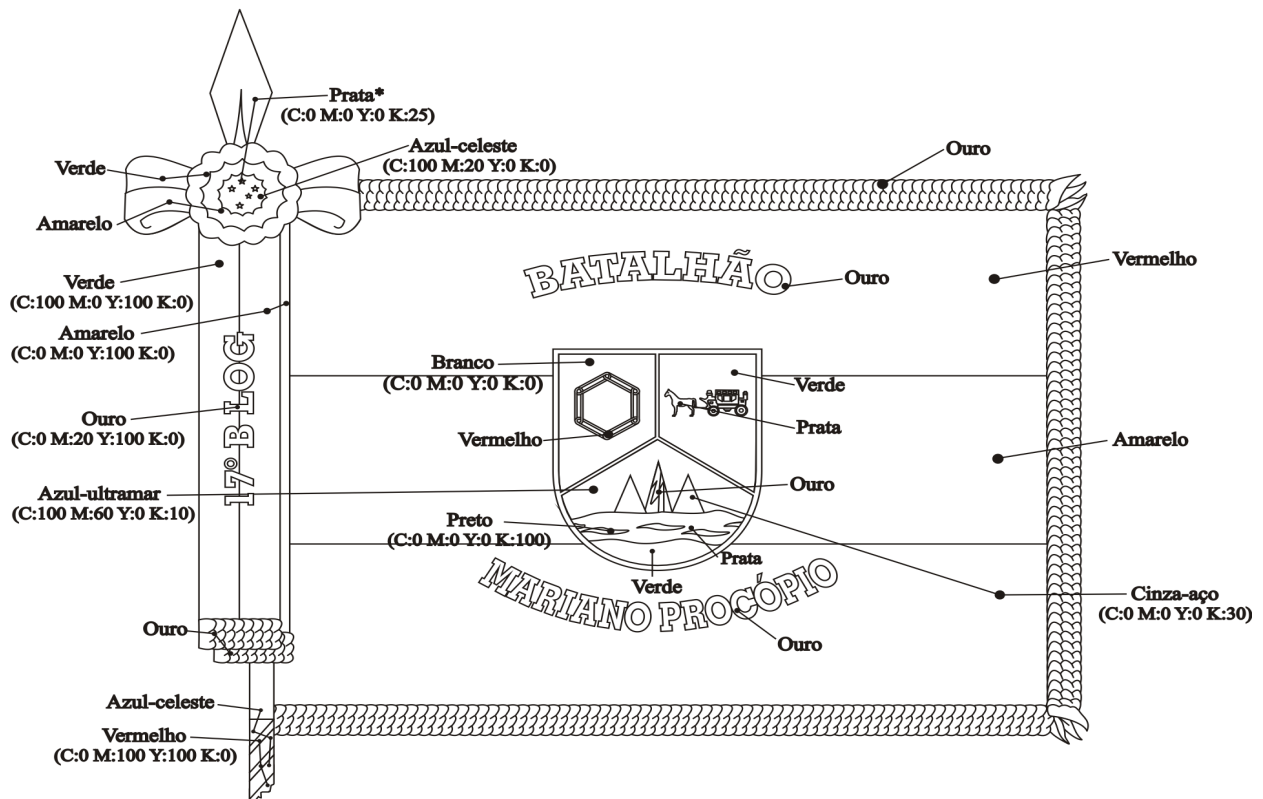 Prata*
(C:0 M:0 Y:0 K:25)
Azul-celeste
(C:100 M:20 Y:0 K:0)
Ouro
Verde
Amarelo
Verde
(C:100 M:0 Y:100 K:0)
Amarelo
(C:0 M:0 Y:100 K:0)
Ouro
(C:0 M:20 Y:100 K:0)
17º B LOG
Azul-ultramar
(C:100 M:60 Y:0 K:10)
BATALHÃO
Ouro
Vermelho
Branco
(C:0 M:0 Y:0 K:0)
Verde
Vermelho
Prata
Amarelo
Ouro
Preto
(C:0 M:0 Y:0 K:100)
Prata
Verde
MARIANO PROCÓPIO
Ouro
Cinza-aço
(C:0 M:0 Y:0 K:30)
Ouro
Azul-celeste
Vermelho
(C:0 M:100 Y:100 K:0)